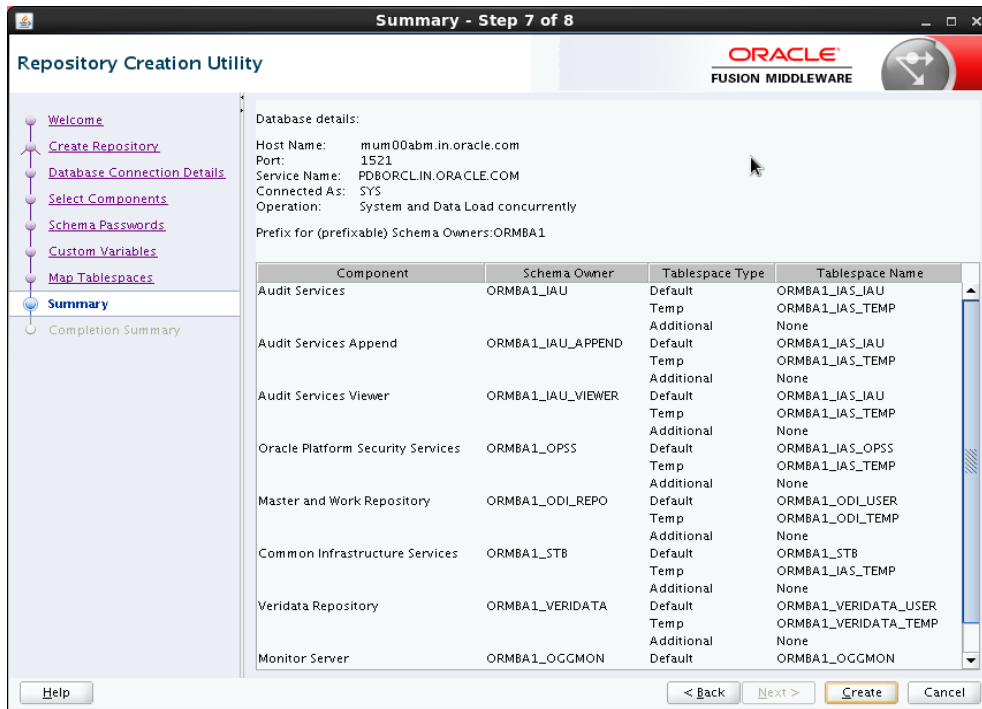 Summary - Step 7 of 8
Repository Creation Utility
ORACLE
FUSION MIDDLEWARE
Welcome
Create Repository
Database Connection Details
Select Components
Schema Passwords
Custom Variables
Map Tablespaces
Summary
Completion Summary
Database details:
Host Name: mum00abm.in.oracle.com
Port: 1521
Service Name: PDBORCL.IN.ORACLE.COM
Connected As: SYS
Operation: System and Data Load concurrently
Prefix for (prefixable) Schema Owners:ORMBA1
Component Schema Owner Tablespace Type Tablespace Name
Audit Services ORMBA1_IAU Default ORMBA1_IAS_IAU
Temp ORMBA1_IAS_TEMP
Additional None
Audit Services Append ORMBA1_IAU_APPEND Default ORMBA1_IAS_IAU
Temp ORMBA1_IAS_TEMP
Additional None
Audit Services Viewer ORMBA1_IAU_VIEWER Default ORMBA1_IAS_IAU
Temp ORMBA1_IAS_TEMP
Additional None
Oracle Platform Security Services ORMBA1_OPSS Default ORMBA1_IAS_OPSS
Temp ORMBA1_IAS_TEMP
Additional None
Master and Work Repository ORMBA1_ODI_REPO Default ORMBA1_ODI_USER
Temp ORMBA1_ODI_TEMP
Additional None
Common Infrastructure Services ORMBA1_STB Default ORMBA1_STB
Temp ORMBA1_IAS_TEMP
Additional None
Veridata Repository ORMBA1_VERIDATA Default ORMBA1_VERIDATA_USER
Temp ORMBA1_VERIDATA_TEMP
Additional None
Monitor Server ORMBA1_OGGMON Default ORMBA1_OGGMON
Help < Back Next > Create Cancel